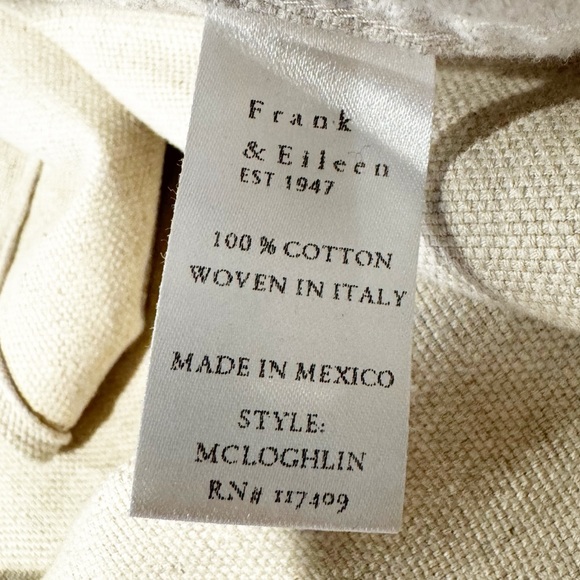 Frank
& Eileen
EST 1947
100 % COTTON
WOVEN IN ITALY
MADE IN MEXICO
STYLE:
MCLOGHLIN
RN# 117409